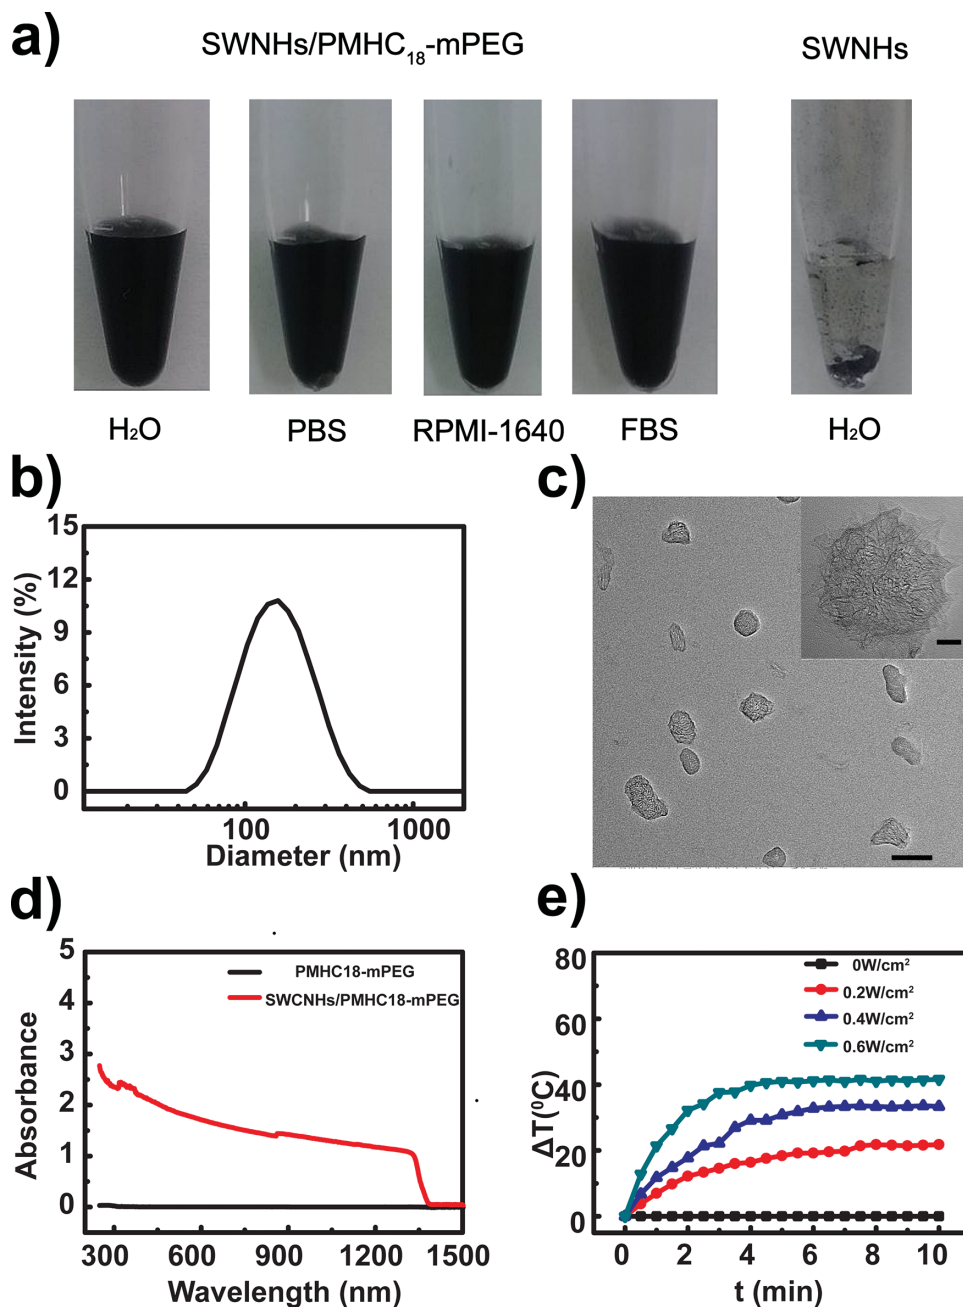 a)
SWNHs/PMHC₁₈-mPEG
SWNHs
H₂O
PBS
RPMI-1640
FBS
H₂O
b)
15
12
9
6
3
0
Intensity (%)
100
1000
Diameter (nm)
c)
d)
5
4
3
2
1
0
Absorbance
PMHC18-mPEG
SWCNHs/PMHC18-mPEG
300
600
900
1200
1500
Wavelength (nm)
e)
80
60
40
20
0
ΔT(⁰C)
0W/cm²
0.2W/cm²
0.4W/cm²
0.6W/cm²
0
2
4
6
8
10
t (min)